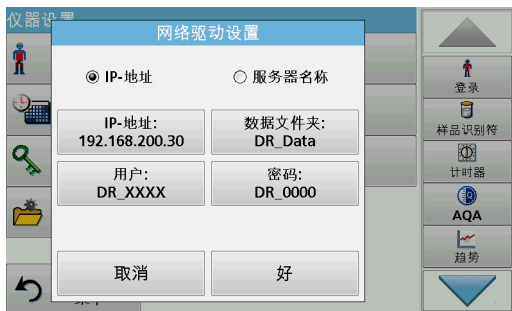 仪器设
网络驱动设置
IP-地址
服务器名称
IP-地址:
192.168.200.30
数据文件夹:
DR_Data
用户:
DR_XXXX
密码:
DR_0000
取消
好
登录
样品识别符
计时器
AQA
趋势